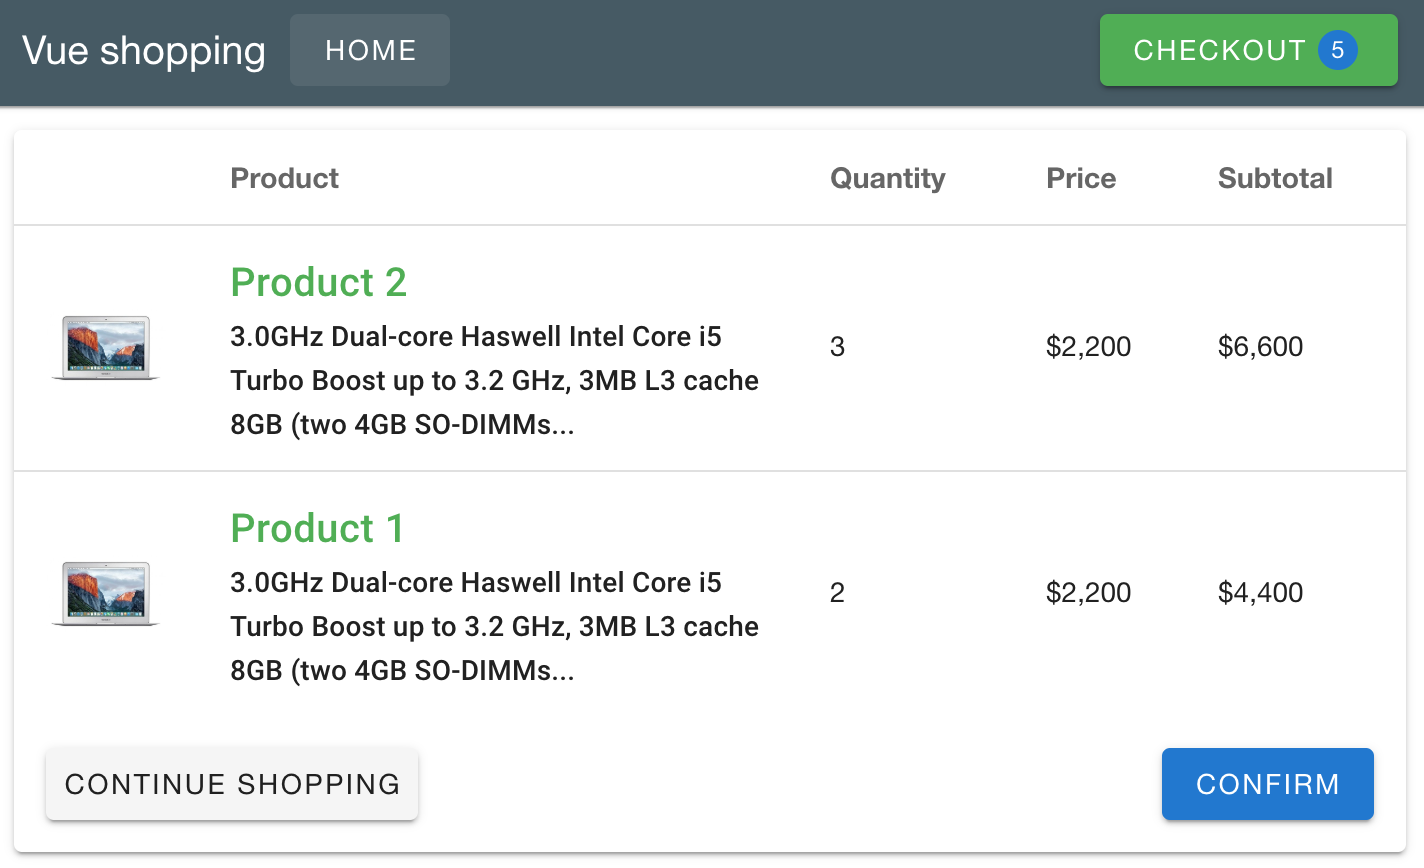 Vue shopping HOME CHECKOUT 5
Product Quantity Price Subtotal
Product 2
3.0GHz Dual-core Haswell Intel Core i5
Turbo Boost up to 3.2 GHz, 3MB L3 cache
8GB (two 4GB SO-DIMMs...
3 $2,200 $6,600
Product 1
3.0GHz Dual-core Haswell Intel Core i5
Turbo Boost up to 3.2 GHz, 3MB L3 cache
8GB (two 4GB SO-DIMMs...
2 $2,200 $4,400
CONTINUE SHOPPING CONFIRM